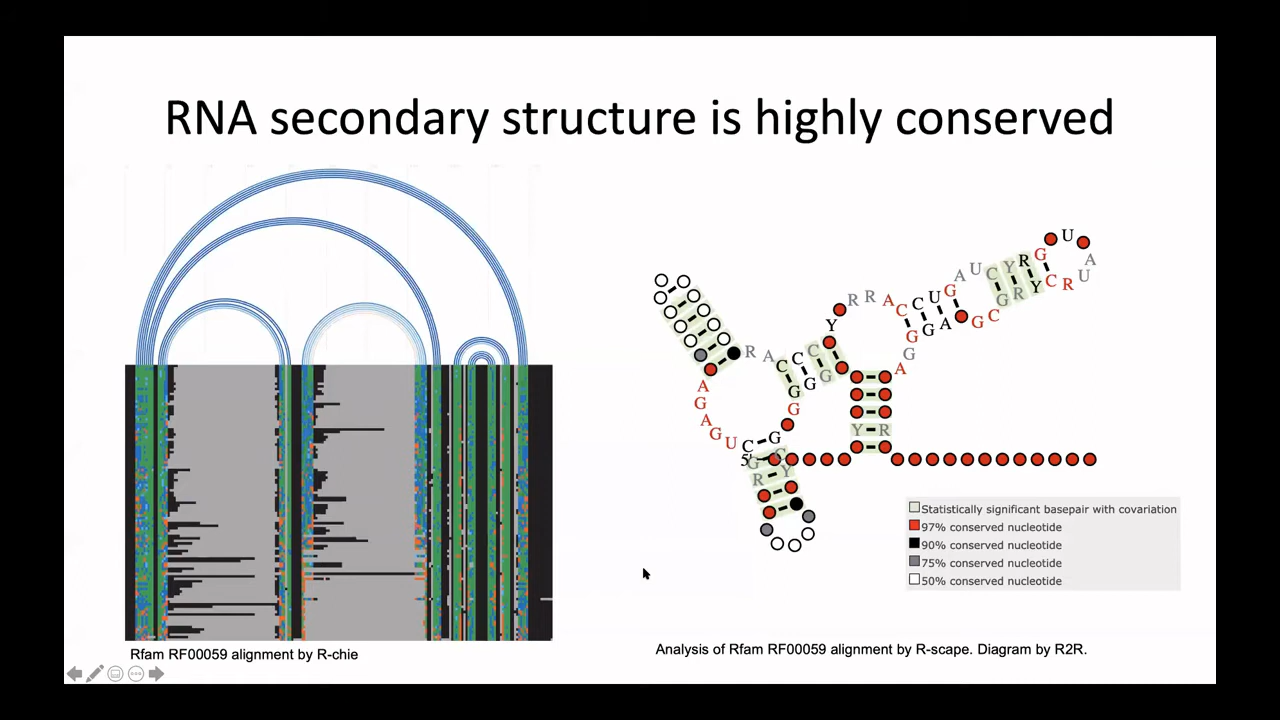 RNA secondary structure is highly conserved
U
G
A
R
U
Y
C
U
C
R
A
Y
R
G
G
R
C
U
C
G
R
R
A
C
A
G
Y
G
G
R
A
C
C
C
G
A
A
G
G
G
G
A
G
G
A
Y
R
G
U
C
G
5'
C
G
Y
R
Statistically significant basepair with covariation
97% conserved nucleotide
90% conserved nucleotide
75% conserved nucleotide
50% conserved nucleotide
Rfam RF00059 alignment by R-chie
Analysis of Rfam RF00059 alignment by R-scape. Diagram by R2R.